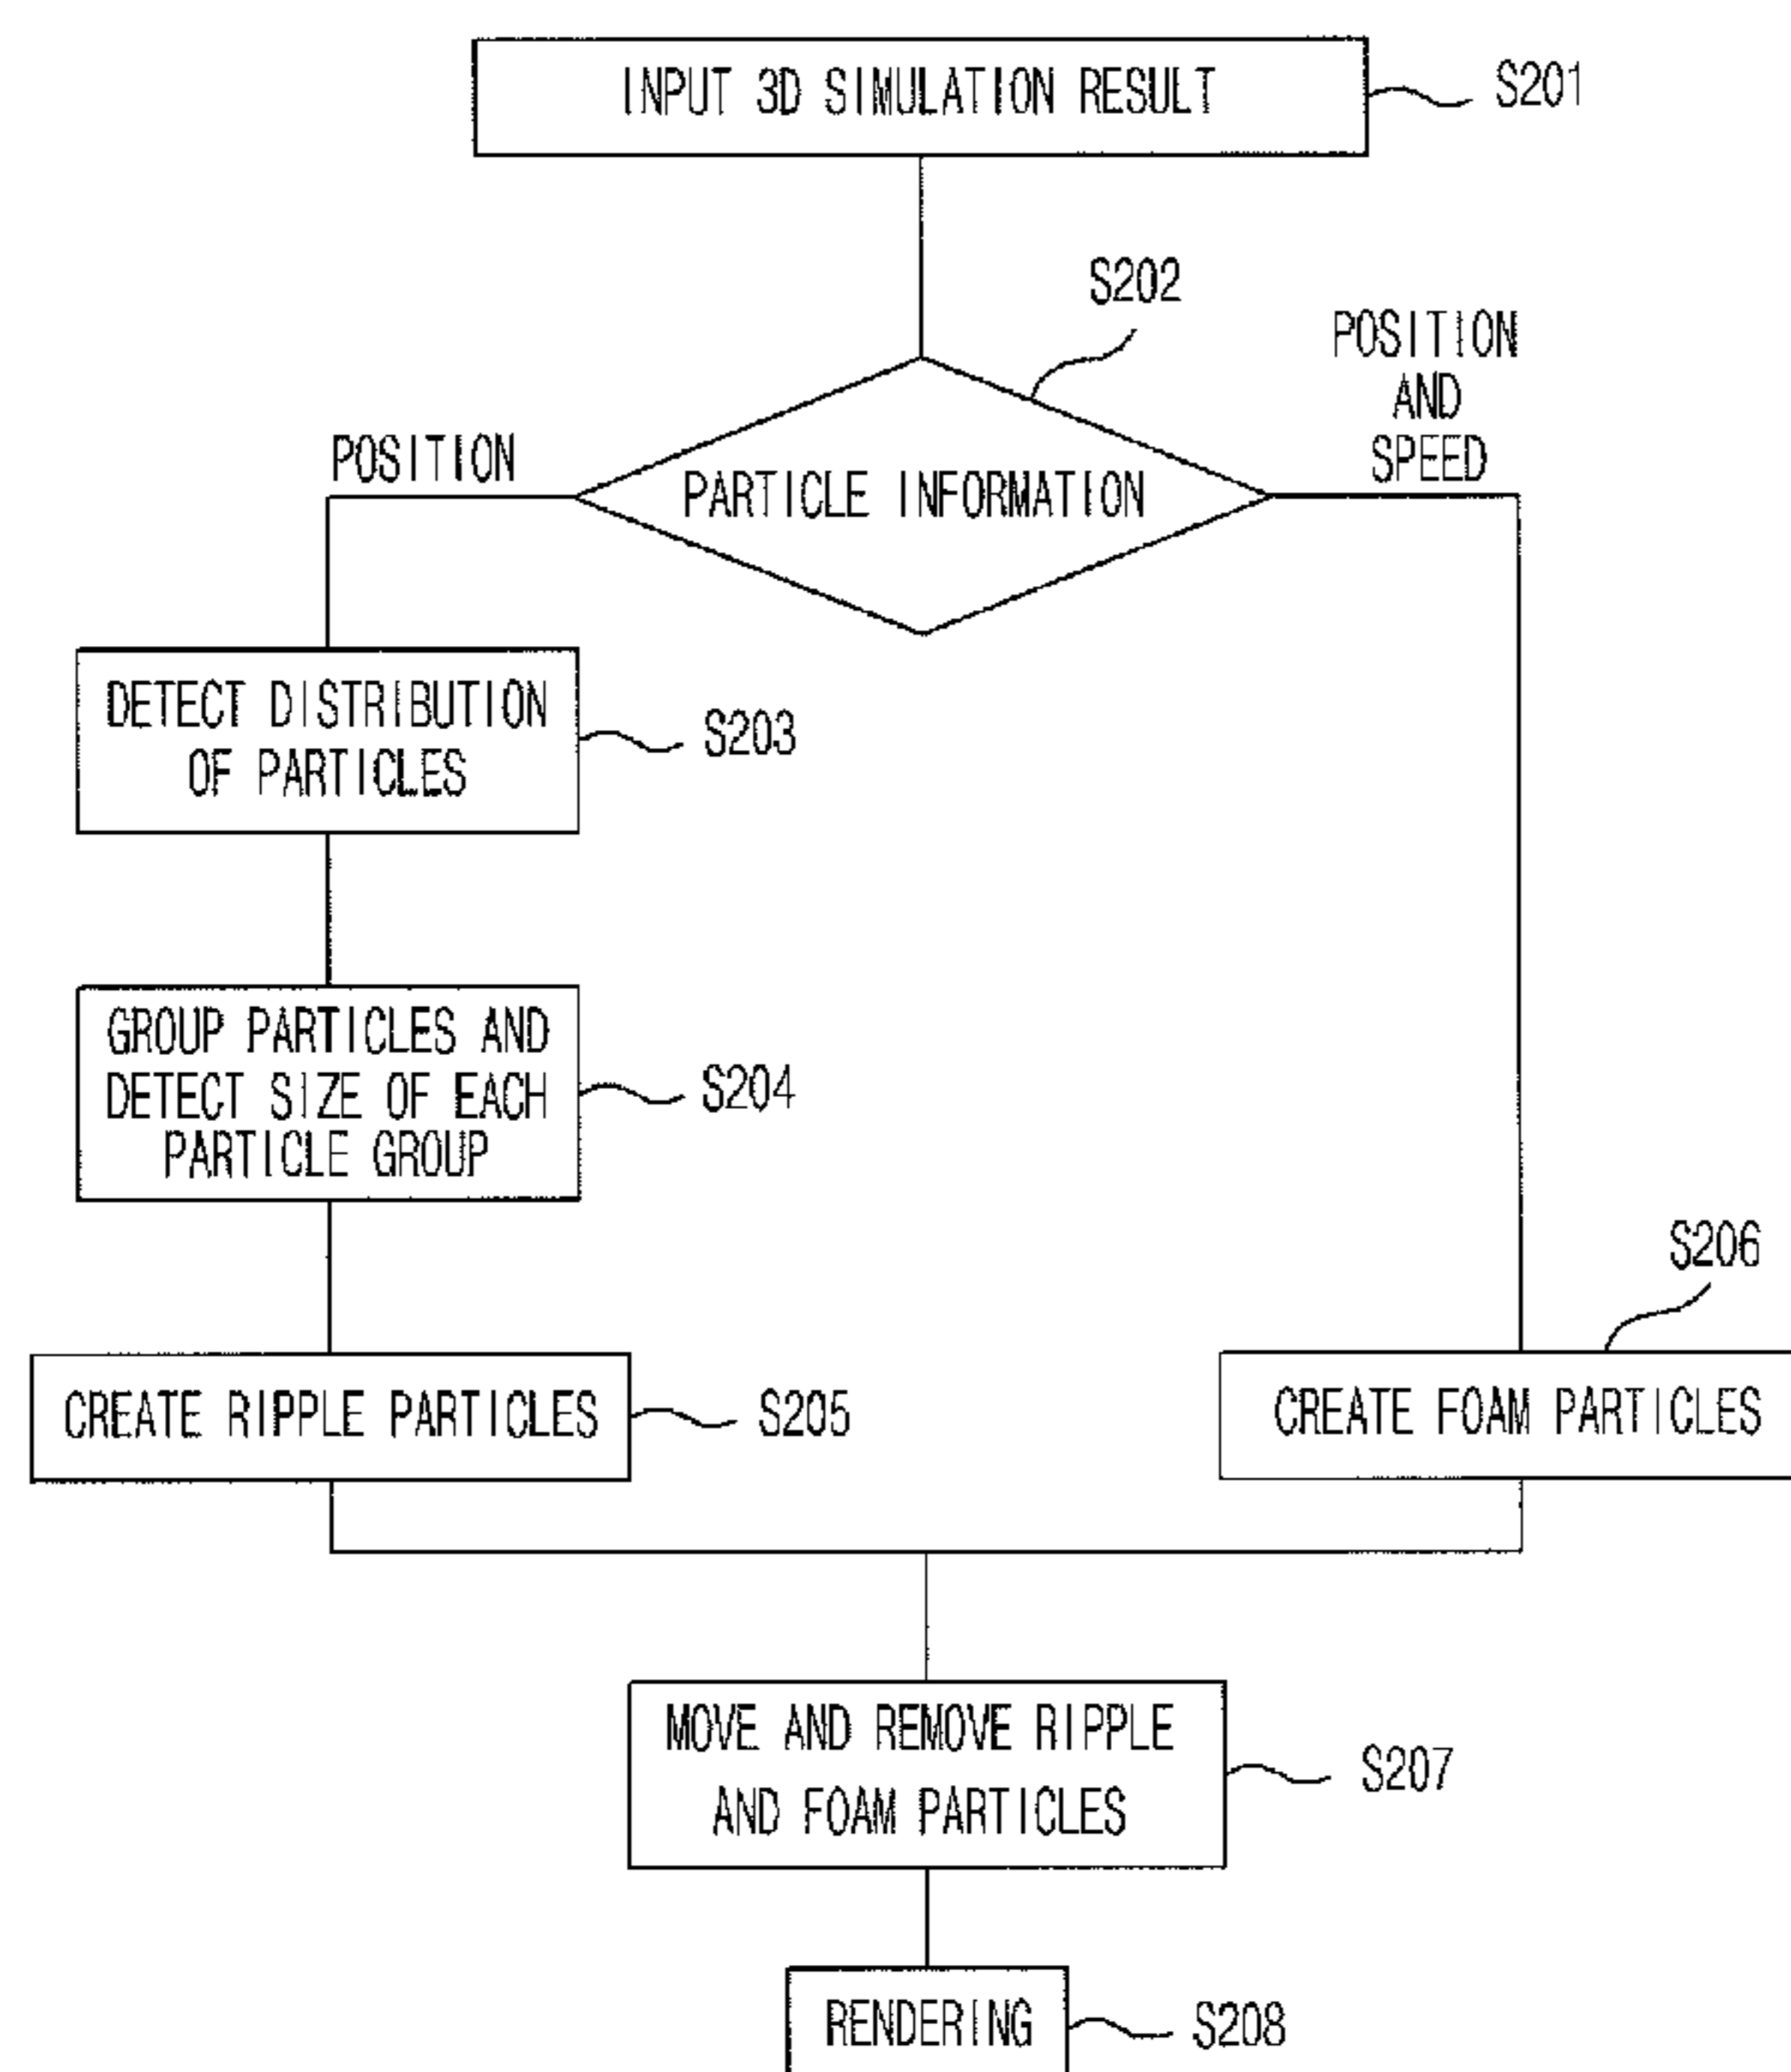 INPUT 3D SIMULATION RESULT
S201
S202
POSITION
AND
SPEED
POSITION
PARTICLE INFORMATION
DETECT DISTRIBUTION
OF PARTICLES
S203
GROUP PARTICLES AND
DETECT SIZE OF EACH
PARTICLE GROUP
S204
S206
CREATE RIPPLE PARTICLES
S205
CREATE FOAM PARTICLES
MOVE AND REMOVE RIPPLE
AND FOAM PARTICLES
S207
RENDERING
S208